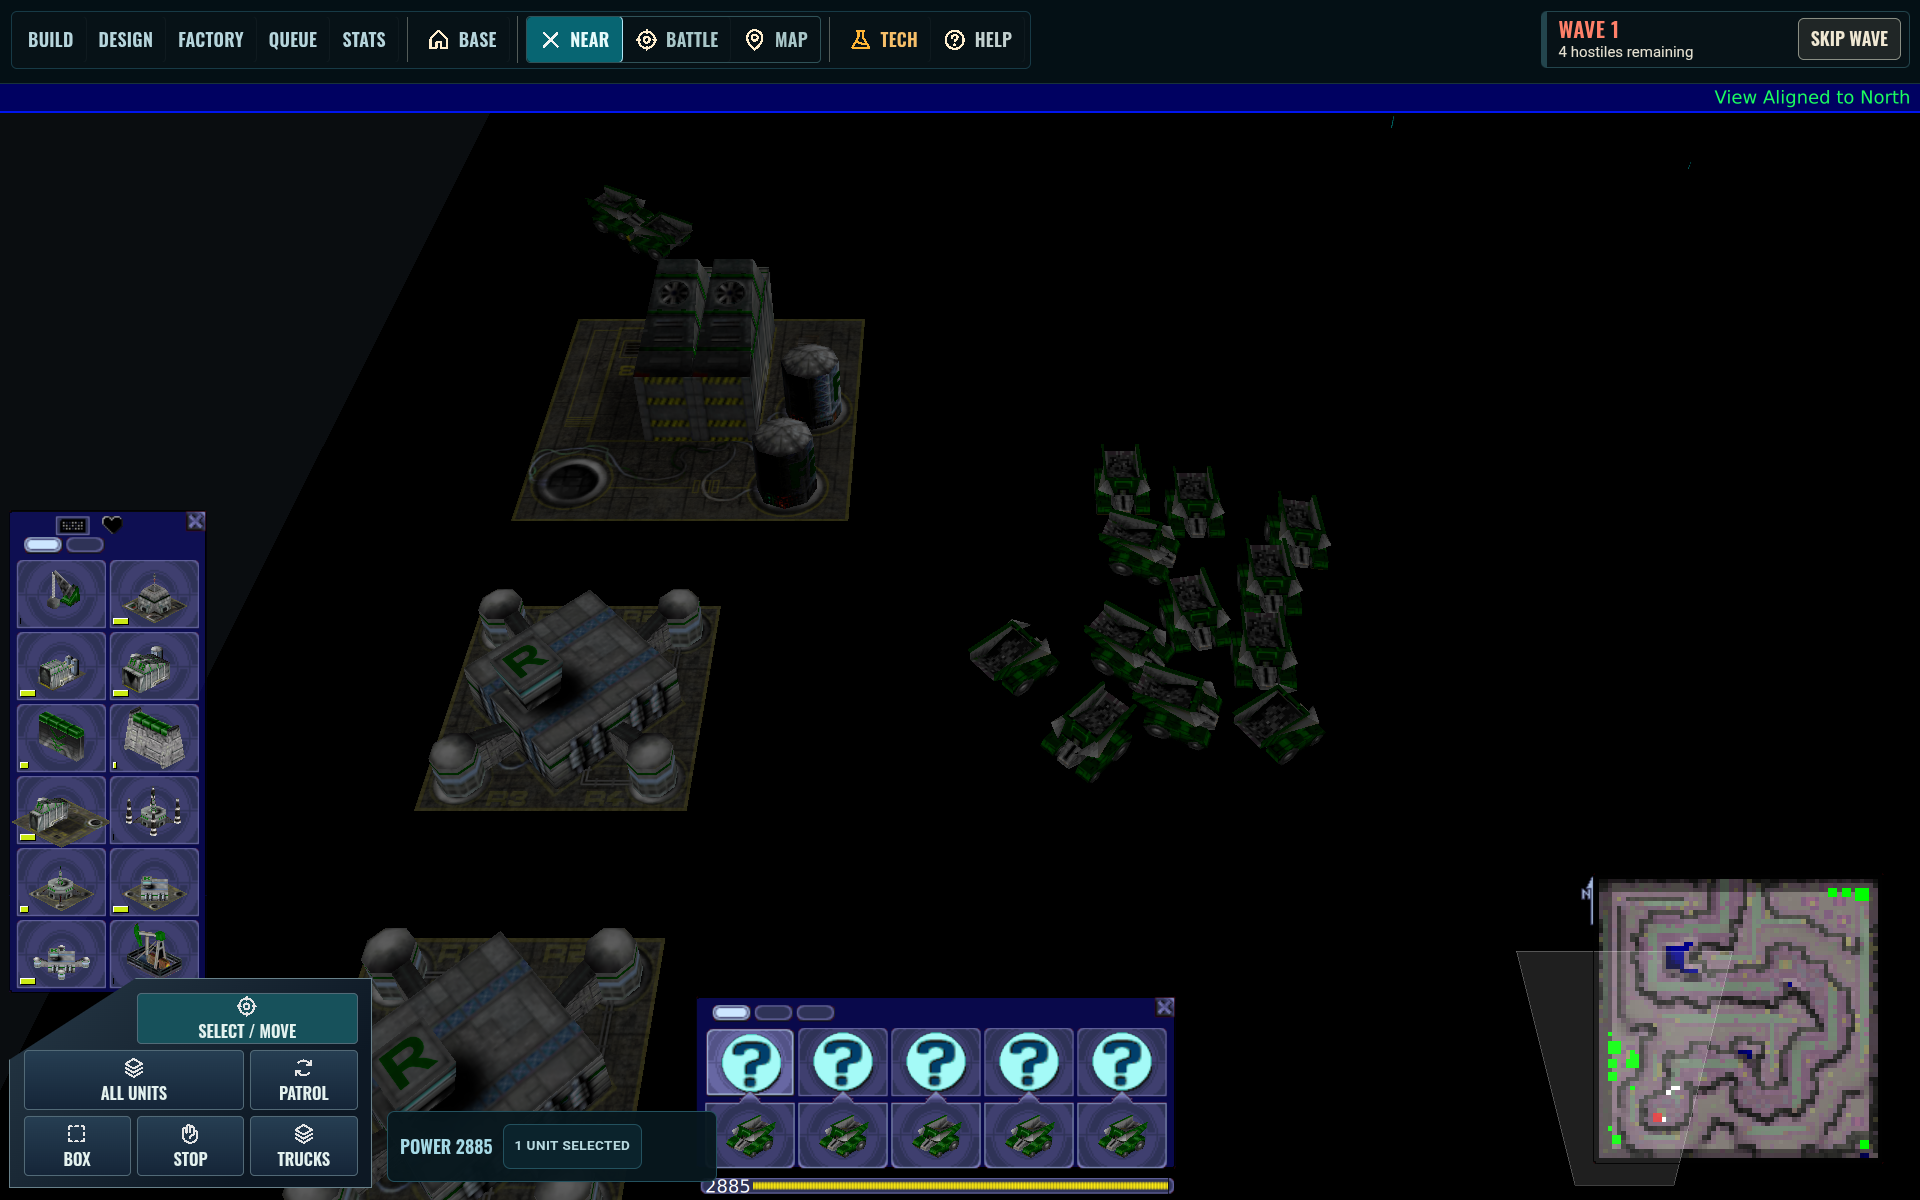 BUILD DESIGN FACTORY QUEUE STATS BASE NEAR BATTLE MAP TECH HELP
WAVE 1
4 hostiles remaining
SKIP WAVE
View Aligned to North
R
R
N
SELECT / MOVE
ALL UNITS PATROL
BOX STOP TRUCKS
POWER 2885 1 UNIT SELECTED
? ? ? ? ?
2885